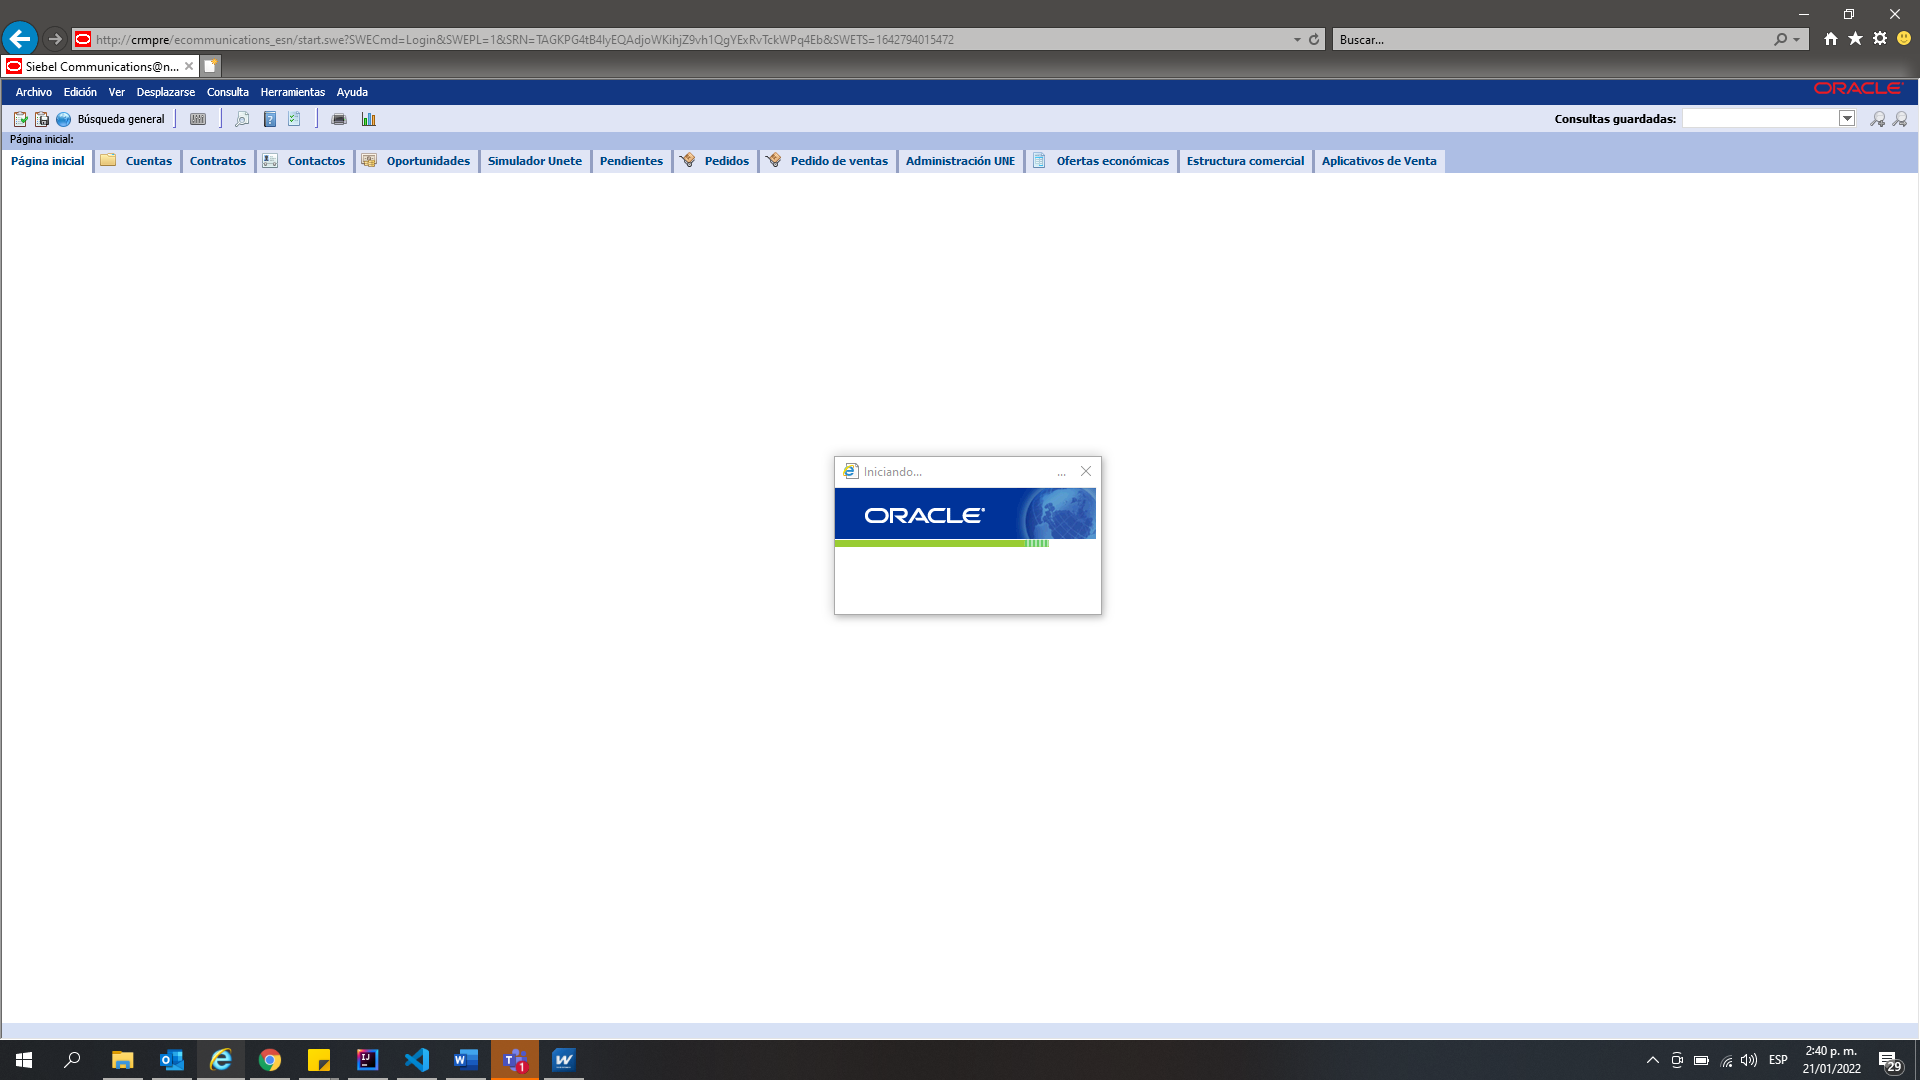 http://crmpre/ecommunications_esn/start.swe?SWECmd=Login&SWEPL=1&SRN=TAGKPG4tB4IyEQAdjoWKihjZ9vh1QgYExRvTckWPq4Eb&SWETS=1642794015472
Buscar...
Siebel Communications@n...
Archivo Edición Ver Desplazarse Consulta Herramientas Ayuda
ORACLE
Búsqueda general
Consultas guardadas:
Página inicial:
Página inicial Cuentas Contratos Contactos Oportunidades Simulador Unete Pendientes Pedidos Pedido de ventas Administración UNE Ofertas económicas Estructura comercial Aplicativos de Venta
Iniciando... ...
ORACLE
ESP
2:40 p. m.
21/01/2022
29
1